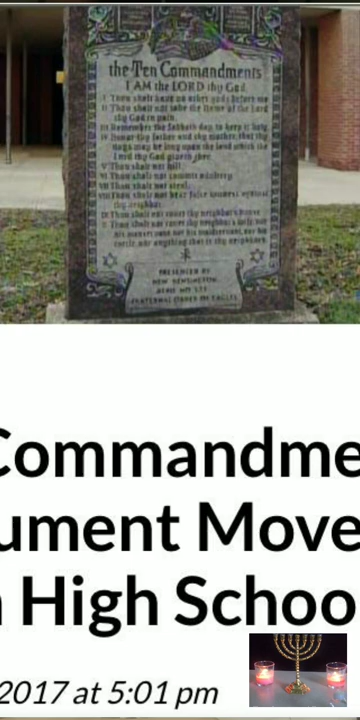 the Ten Commandments
I AM the LORD thy God
I Thou shalt have no other gods before me
II Thou shalt not take the Name of the Lord
thy God in vain
III Remember the Sabbath day, to keep it holy
IV Honor thy father and thy mother, that thy
days may be long upon the land which the
Lord thy God giveth thee
V Thou shalt not kill
VI Thou shalt not commit adultery
VII Thou shalt not steal
VIII Thou shalt not bear false witness against
thy neighbor
IX Thou shalt not covet thy neighbor's house
X Thou shalt not covet thy neighbor's wife nor
his manservant nor his maidservant, nor his
cattle, nor anything that is thy neighbor's
PRESENTED BY
NEW KENSINGTON
AERIE NO
FRATERNAL ORDER OF EAGLES
Commandme
ument Move
High Schoo
2017 at 5:01 pm